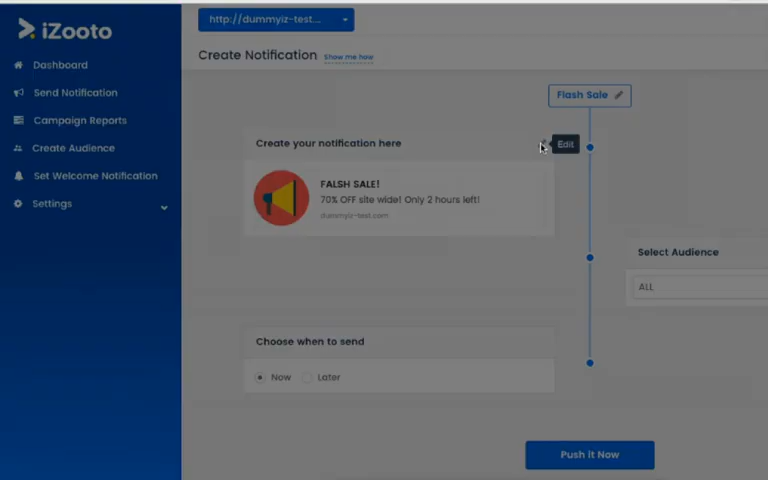 iZooto
http://dummyiz-test...
Dashboard
Send Notification
Campaign Reports
Create Audience
Set Welcome Notification
Settings
Create Notification Show me how
Flash Sale
Create your notification here
Edit
FALSH SALE!
70% OFF site wide! Only 2 hours left!
dummyiz-test.com
Select Audience
ALL
Choose when to send
Now Later
Push it Now